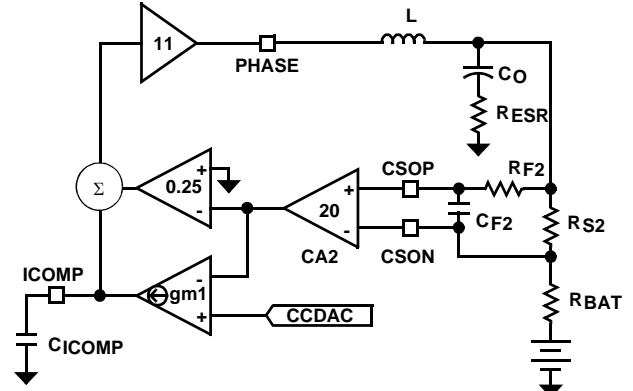 L
11
PHASE
CO
RESR
RF2
CSOP
Σ
0.25
+
-
+
20
-
CF2
RS2
CA2
CSON
ICOMP
gm1
-
+
RBAT
CICOMP
CCDAC